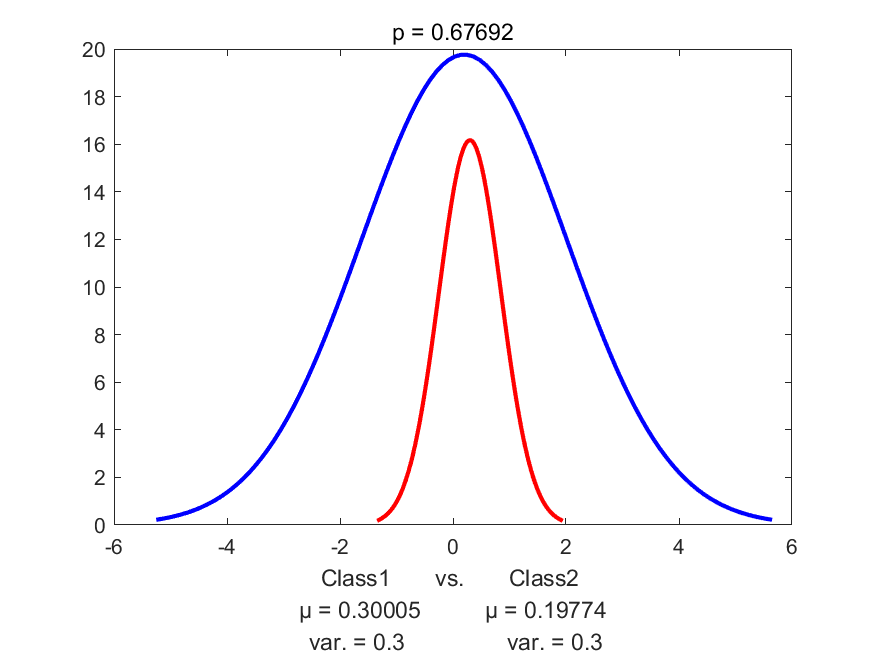 p = 0.67692
20
18
16
14
12
10
8
6
4
2
0
-6 -4 -2 0 2 4 6
Class1 vs. Class2
μ = 0.30005 μ = 0.19774
var. = 0.3 var. = 0.3